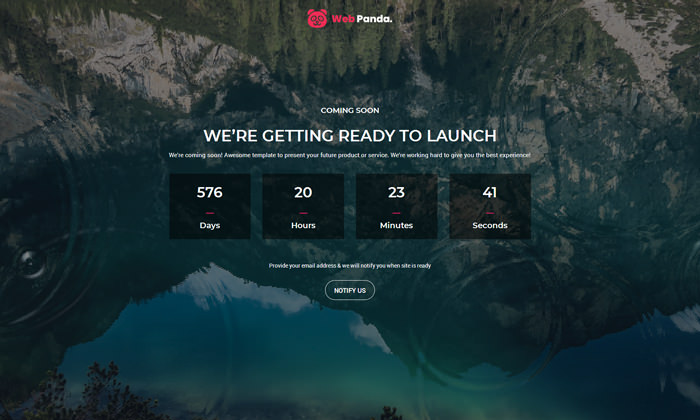 Web Panda.
COMING SOON
WE'RE GETTING READY TO LAUNCH
We're coming soon! Awesome template to present your future product or service. We're working hard to give you the best experience!
576 20 23 41
Days Hours Minutes Seconds
Provide your email address & we will notify you when site is ready
NOTIFY US